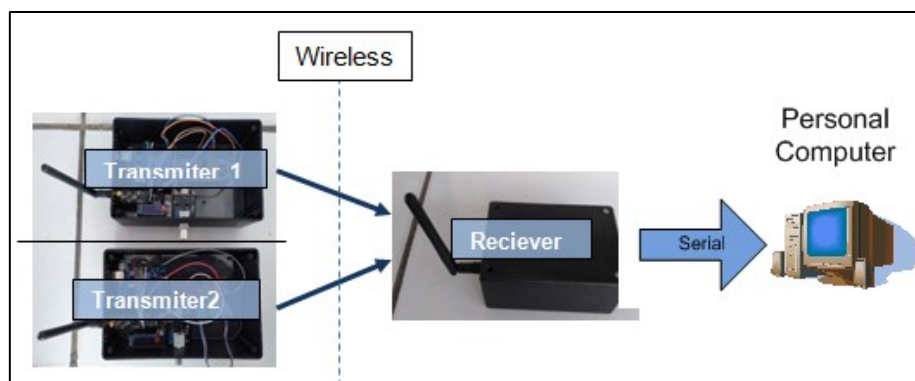 Wireless
Transmiter 1
Transmiter2
Reciever
Serial
Personal
Computer